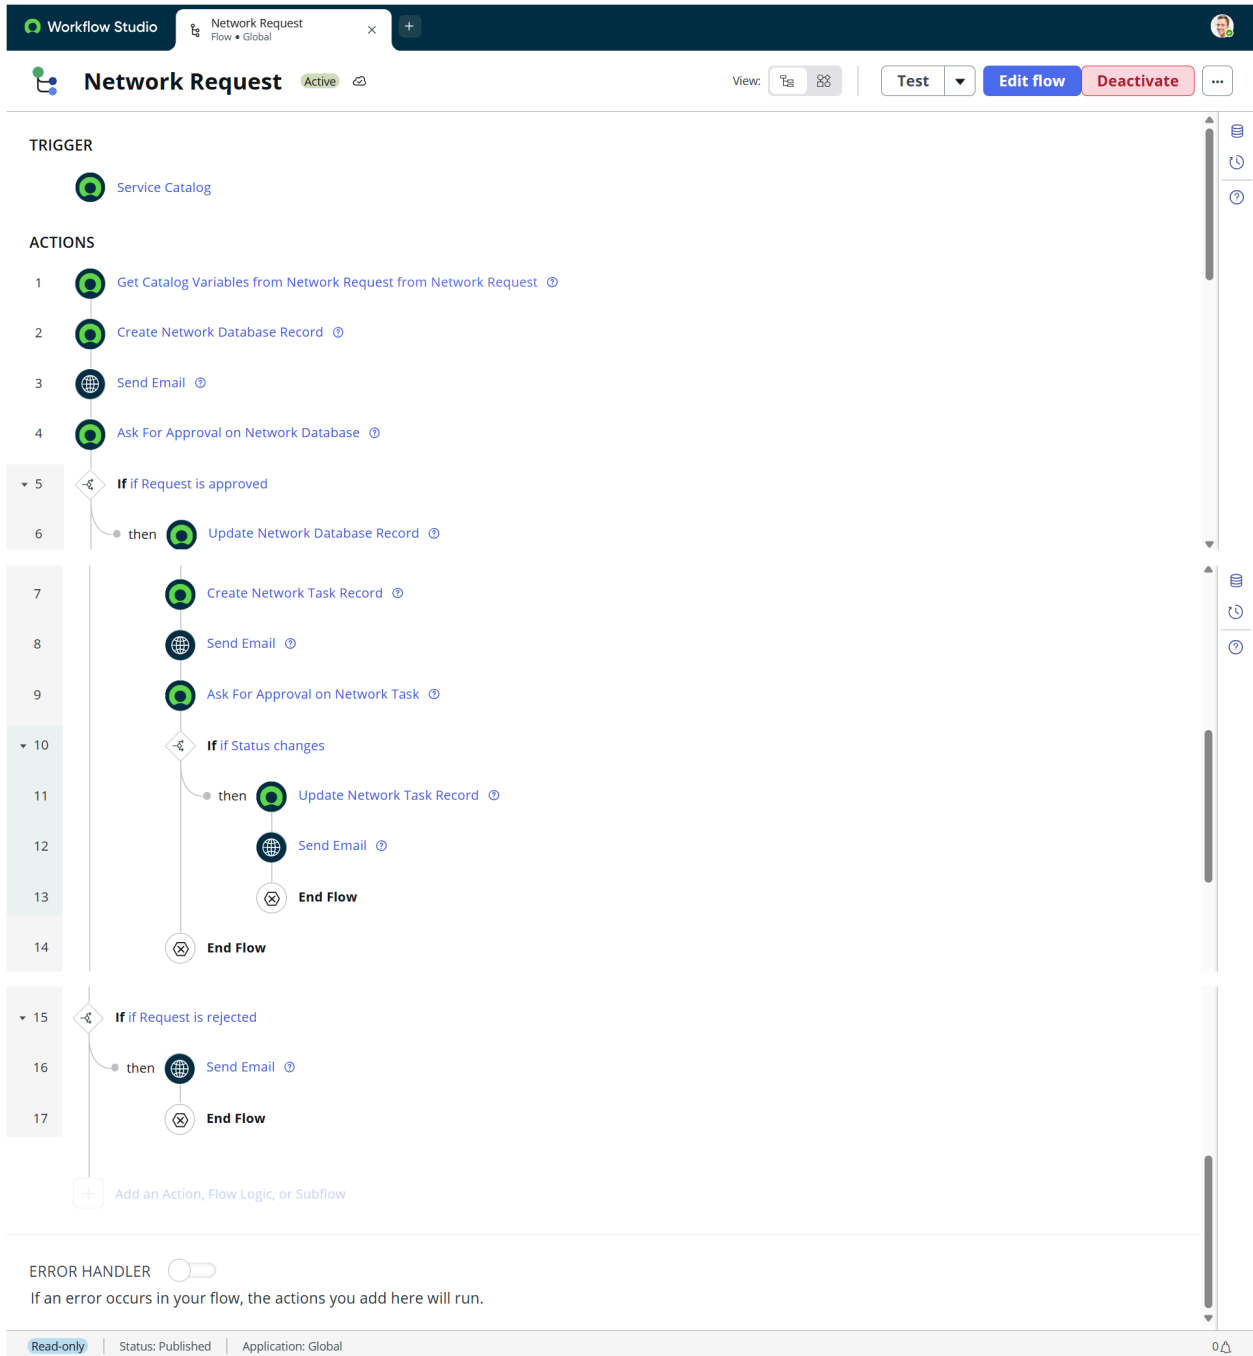 Workflow Studio
Network Request
Flow • Global
Network Request Active
View:
Test
Edit flow
Deactivate
TRIGGER
Service Catalog
ACTIONS
1 Get Catalog Variables from Network Request from Network Request
2 Create Network Database Record
3 Send Email
4 Ask For Approval on Network Database
5 If if Request is approved
6 then Update Network Database Record
7 Create Network Task Record
8 Send Email
9 Ask For Approval on Network Task
10 If if Status changes
11 then Update Network Task Record
12 Send Email
13 End Flow
14 End Flow
15 If if Request is rejected
16 then Send Email
17 End Flow
Add an Action, Flow Logic, or Subflow
ERROR HANDLER
If an error occurs in your flow, the actions you add here will run.
Read-only Status: Published Application: Global 0